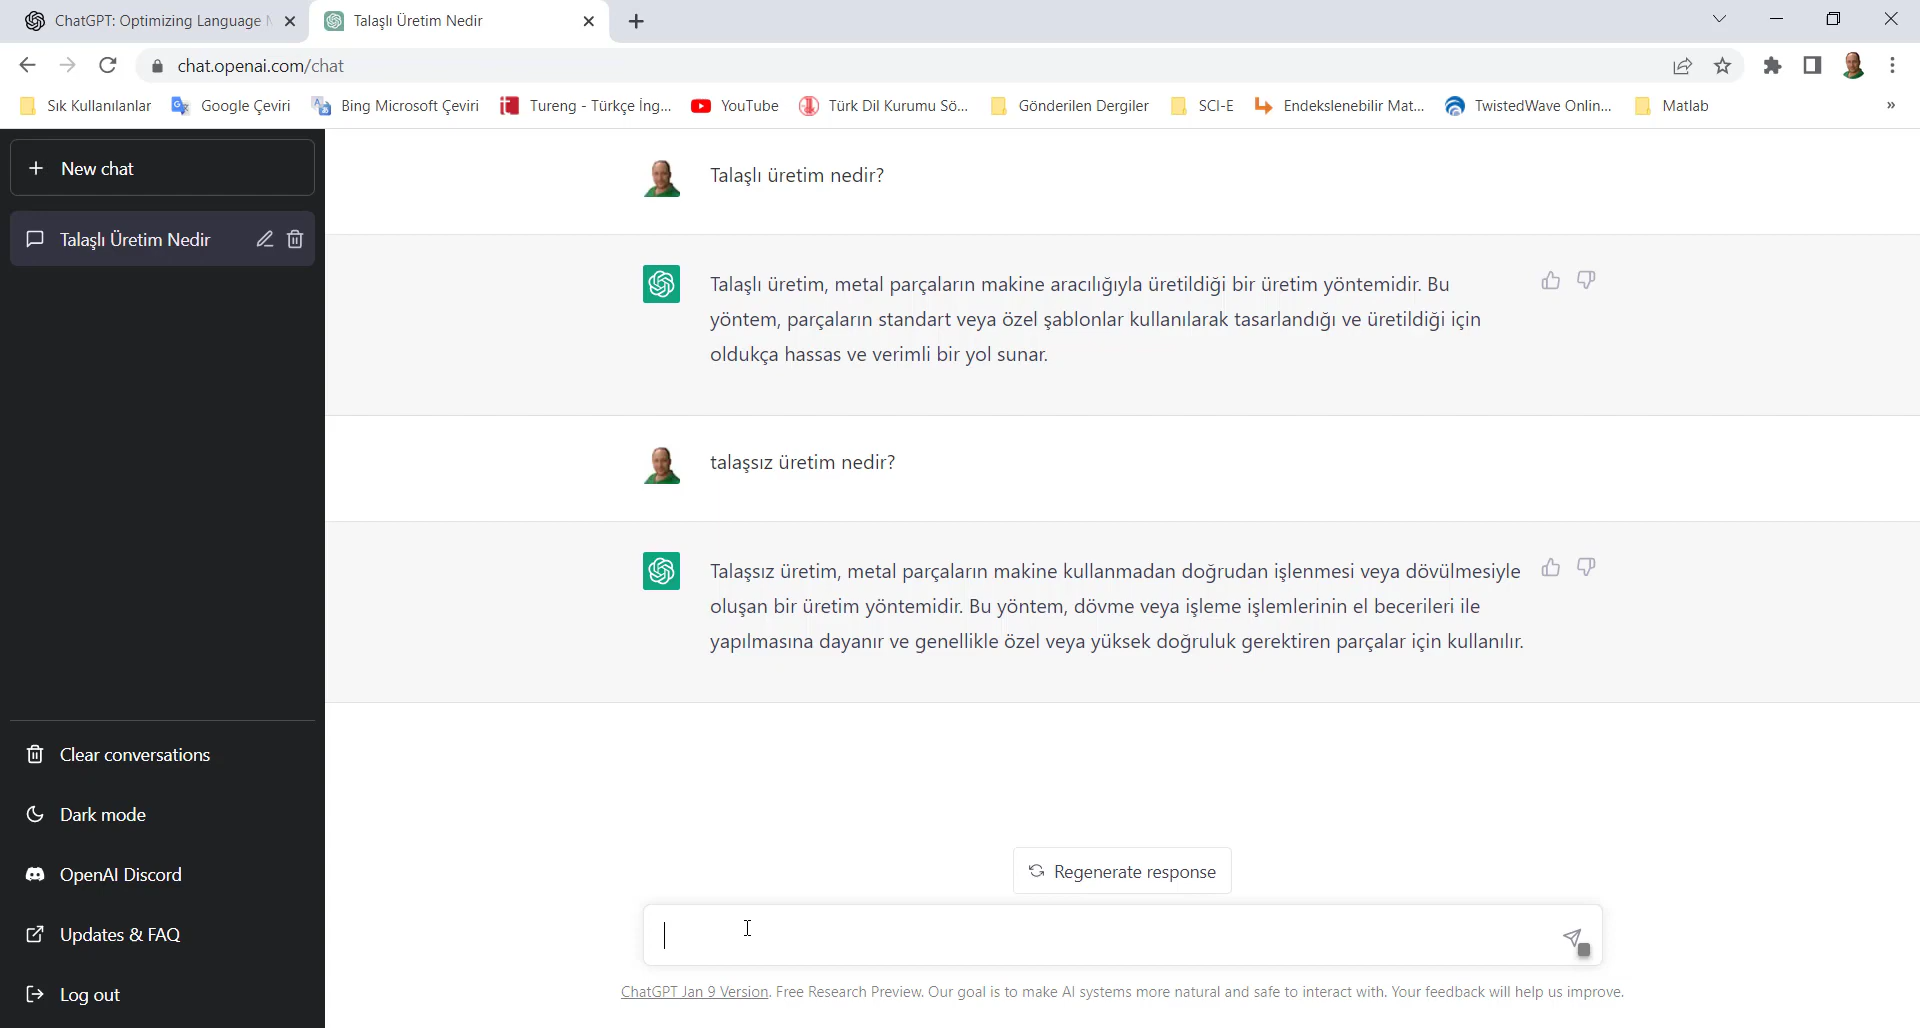 ChatGPT: Optimizing Language
Talaşlı Üretim Nedir
chat.openai.com/chat
Sık Kullanılanlar
Google Çeviri
Bing Microsoft Çeviri
Tureng - Türkçe İng...
YouTube
Türk Dil Kurumu Sö...
Gönderilen Dergiler
SCI-E
Endekslenebilir Mat...
TwistedWave Onlin...
Matlab
»
New chat
Talaşlı Üretim Nedir
Talaşlı üretim nedir?
Talaşlı üretim, metal parçaların makine aracılığıyla üretildiği bir üretim yöntemidir. Bu
yöntem, parçaların standart veya özel şablonlar kullanılarak tasarlandığı ve üretildiği için
oldukça hassas ve verimli bir yol sunar.
talaşsız üretim nedir?
Talaşsız üretim, metal parçaların makine kullanmadan doğrudan işlenmesi veya dövülmesiyle
oluşan bir üretim yöntemidir. Bu yöntem, dövme veya işleme işlemlerinin el becerileri ile
yapılmasına dayanır ve genellikle özel veya yüksek doğruluk gerektiren parçalar için kullanılır.
Clear conversations
Dark mode
OpenAI Discord
Updates & FAQ
Log out
Regenerate response
ChatGPT Jan 9 Version. Free Research Preview. Our goal is to make AI systems more natural and safe to interact with. Your feedback will help us improve.